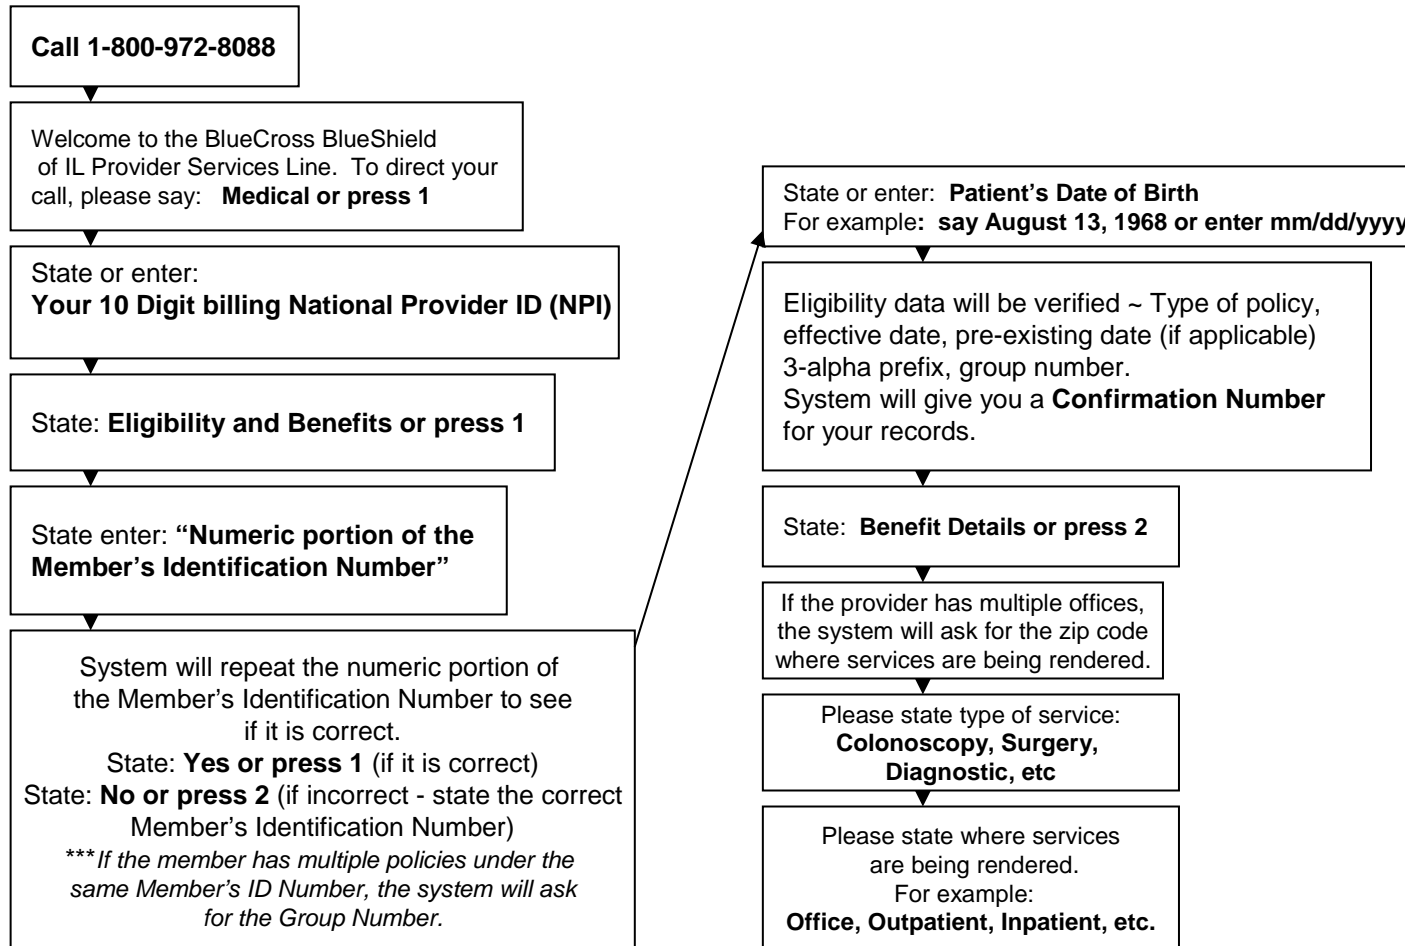 Call 1-800-972-8088
Welcome to the BlueCross BlueShield
of IL Provider Services Line. To direct your
call, please say: Medical or press 1
State or enter:
Your 10 Digit billing National Provider ID (NPI)
State: Eligibility and Benefits or press 1
State enter: “Numeric portion of the
Member’s Identification Number”
System will repeat the numeric portion of
the Member’s Identification Number to see
if it is correct.
State: Yes or press 1 (if it is correct)
State: No or press 2 (if incorrect - state the correct
Member’s Identification Number)
***If the member has multiple policies under the
same Member’s ID Number, the system will ask
for the Group Number.
State or enter: Patient’s Date of Birth
For example: say August 13, 1968 or enter mm/dd/yyyy
Eligibility data will be verified ~ Type of policy,
effective date, pre-existing date (if applicable)
3-alpha prefix, group number.
System will give you a Confirmation Number
for your records.
State: Benefit Details or press 2
If the provider has multiple offices,
the system will ask for the zip code
where services are being rendered.
Please state type of service:
Colonoscopy, Surgery,
Diagnostic, etc
Please state where services
are being rendered.
For example:
Office, Outpatient, Inpatient, etc.